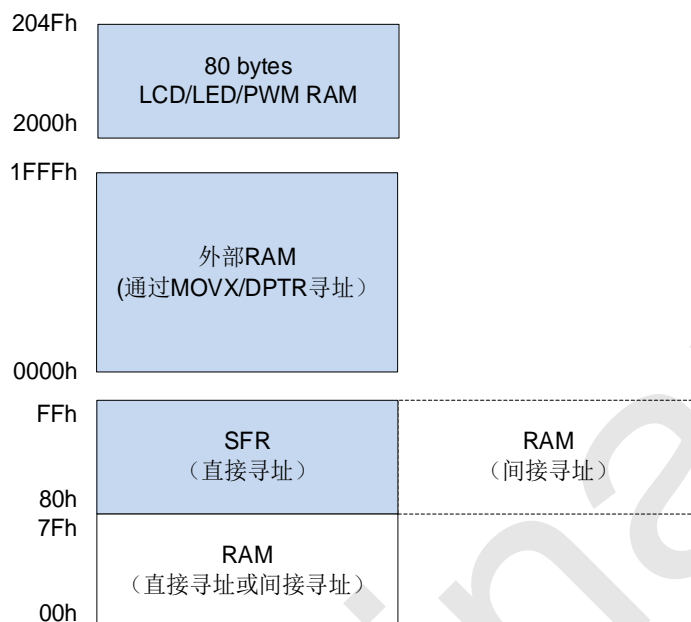 204Fh
80 bytes
LCD/LED/PWM RAM
2000h
1FFFh
外部RAM
(通过MOVX/DPTR寻址）
0000h
FFh
SFR
（直接寻址）
RAM
（间接寻址）
80h
7Fh
RAM
（直接寻址或间接寻址）
00h